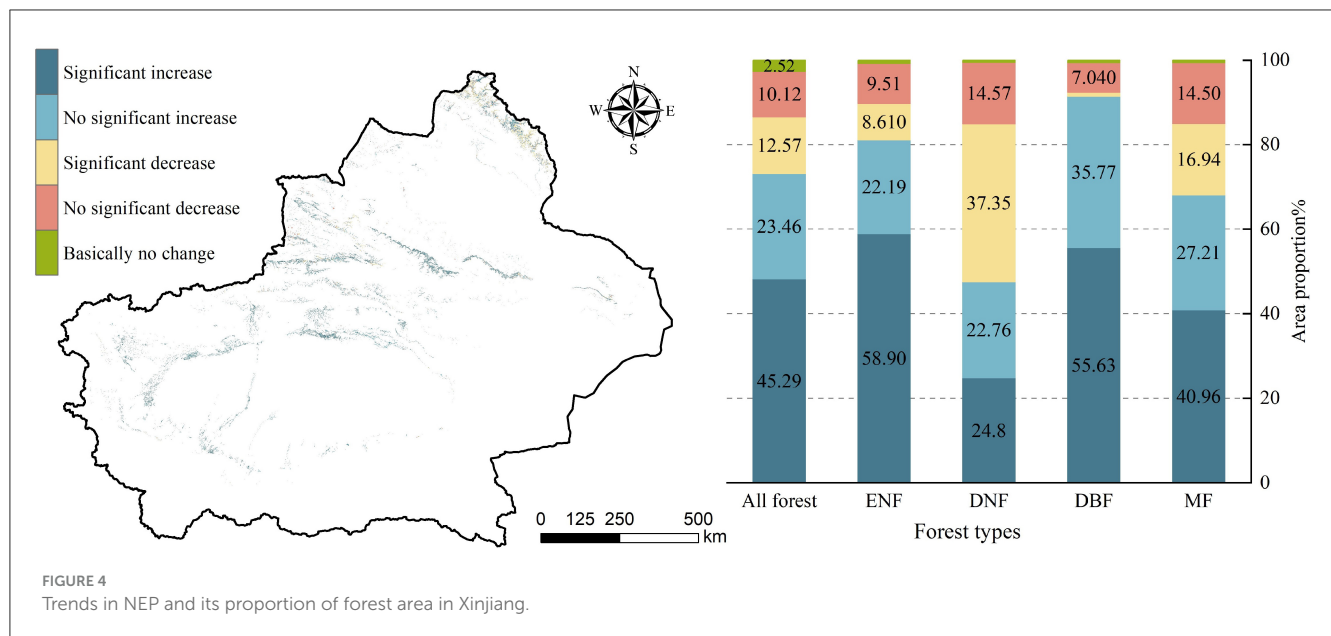 Significant increase
No significant increase
Significant decrease
No significant decrease
Basically no change
N
W E
S
0 125 250 500
km
2.52
10.12
12.57
23.46
45.29
9.51
8.610
22.19
58.90
14.57
37.35
22.76
24.8
7.040
35.77
55.63
14.50
16.94
27.21
40.96
100
80
60
40
20
0
Area proportion%
All forest ENF DNF DBF MF
Forest types
FIGURE 4
Trends in NEP and its proportion of forest area in Xinjiang.